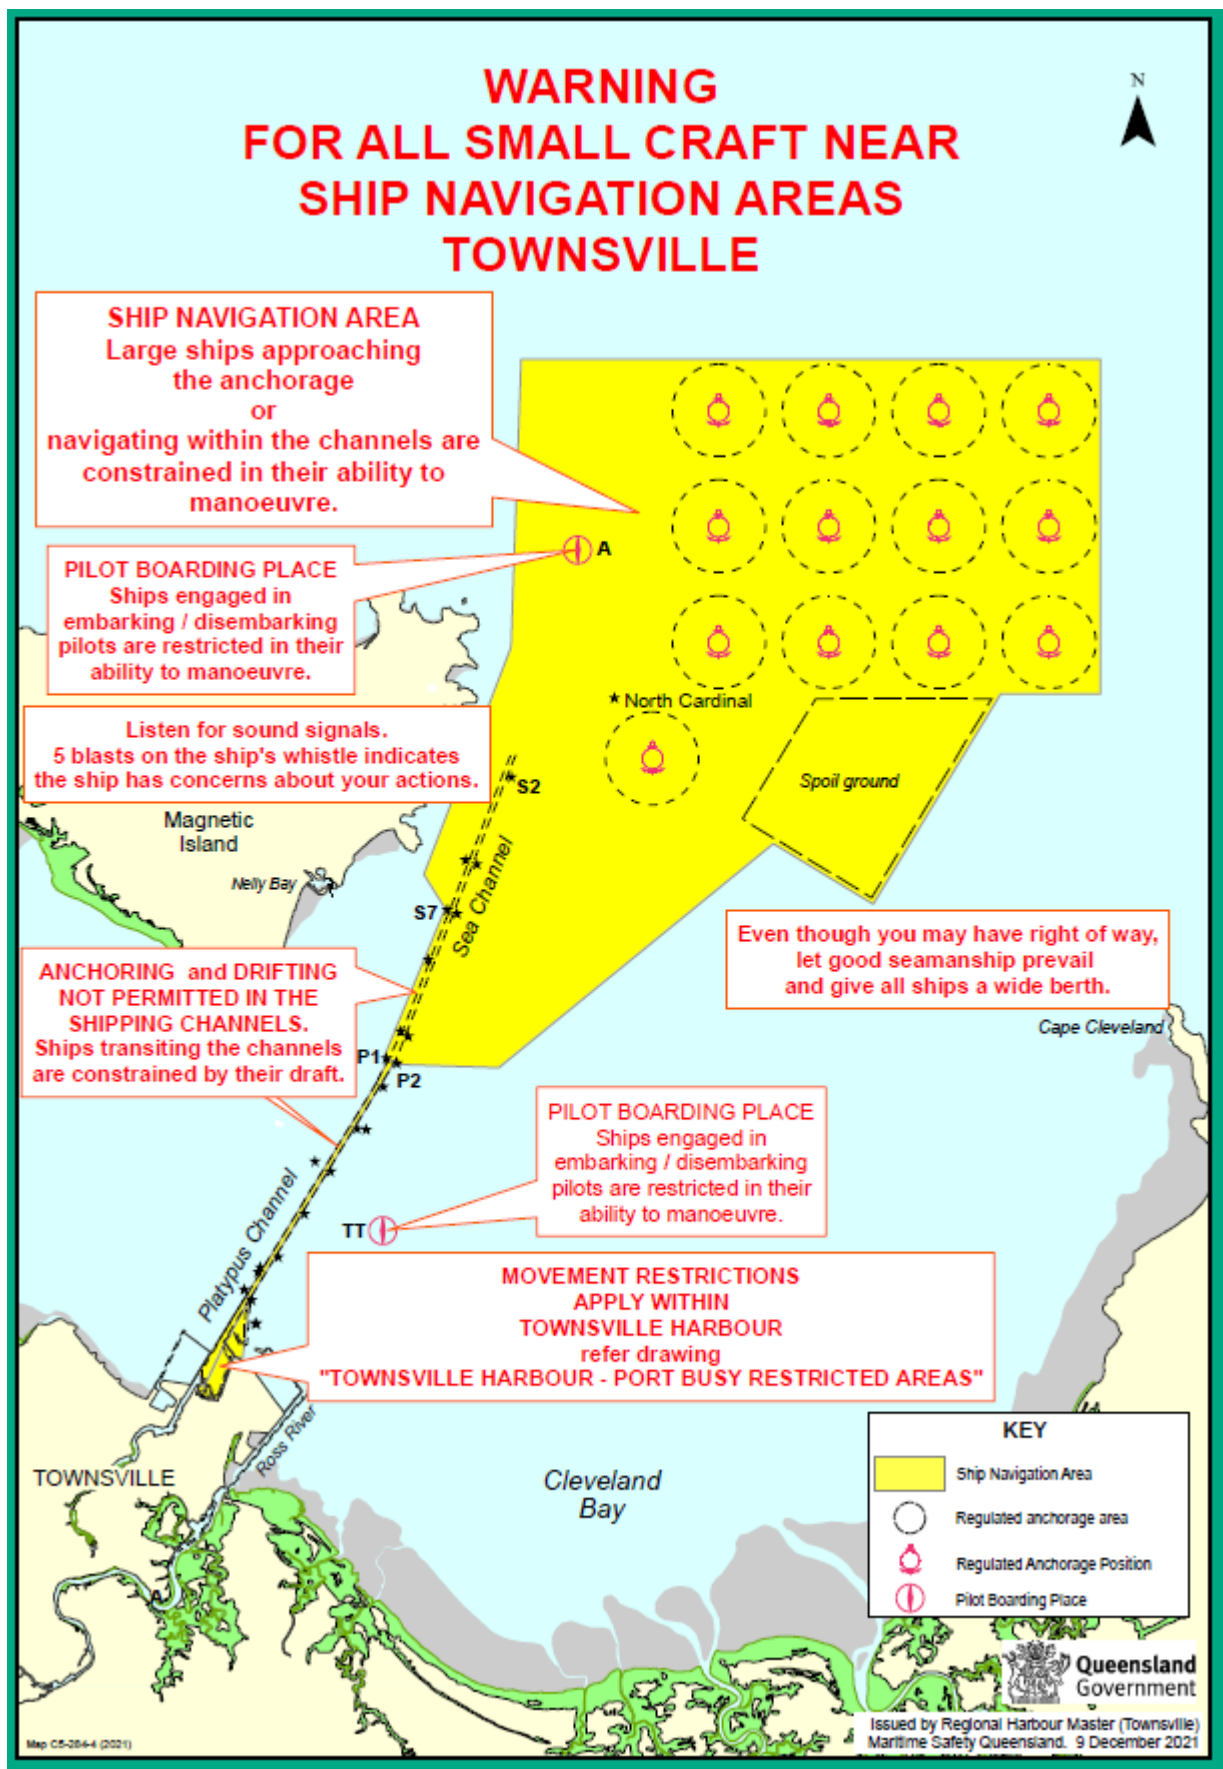 WARNING
FOR ALL SMALL CRAFT NEAR
SHIP NAVIGATION AREAS
TOWNSVILLE
N
SHIP NAVIGATION AREA
Large ships approaching
the anchorage
or
navigating within the channels are
constrained in their ability to
manoeuvre.
A
PILOT BOARDING PLACE
Ships engaged in
embarking / disembarking
pilots are restricted in their
ability to manoeuvre.
North Cardinal
Listen for sound signals.
5 blasts on the ship's whistle indicates
the ship has concerns about your actions.
S2
Spoil ground
Magnetic
Island
Nelly Bay
S7
Sea Channel
Even though you may have right of way,
let good seamanship prevail
and give all ships a wide berth.
Cape Cleveland
ANCHORING and DRIFTING
NOT PERMITTED IN THE
SHIPPING CHANNELS.
Ships transiting the channels
are constrained by their draft.
P1
P2
PILOT BOARDING PLACE
Ships engaged in
embarking / disembarking
pilots are restricted in their
ability to manoeuvre.
Platypus Channel
TT
MOVEMENT RESTRICTIONS
APPLY WITHIN
TOWNSVILLE HARBOUR
refer drawing
"TOWNSVILLE HARBOUR - PORT BUSY RESTRICTED AREAS"
Ross River
TOWNSVILLE
Cleveland
Bay
KEY
Ship Navigation Area
Regulated anchorage area
Regulated Anchorage Position
Pilot Boarding Place
Queensland
Government
Issued by Regional Harbour Master (Townsville)
Maritime Safety Queensland. 9 December 2021
Map CS-284-4 (2021)